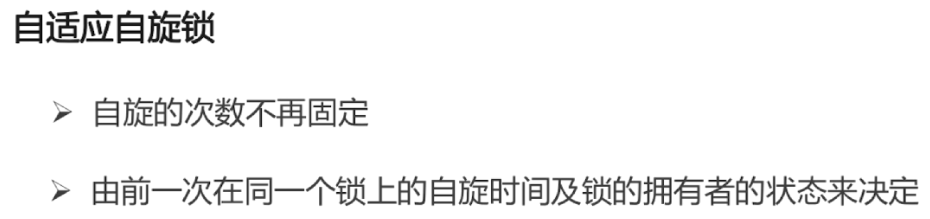 自适应自旋锁
➢ 自旋的次数不再固定
➢ 由前一次在同一个锁上的自旋时间及锁的拥有者的状态来决定